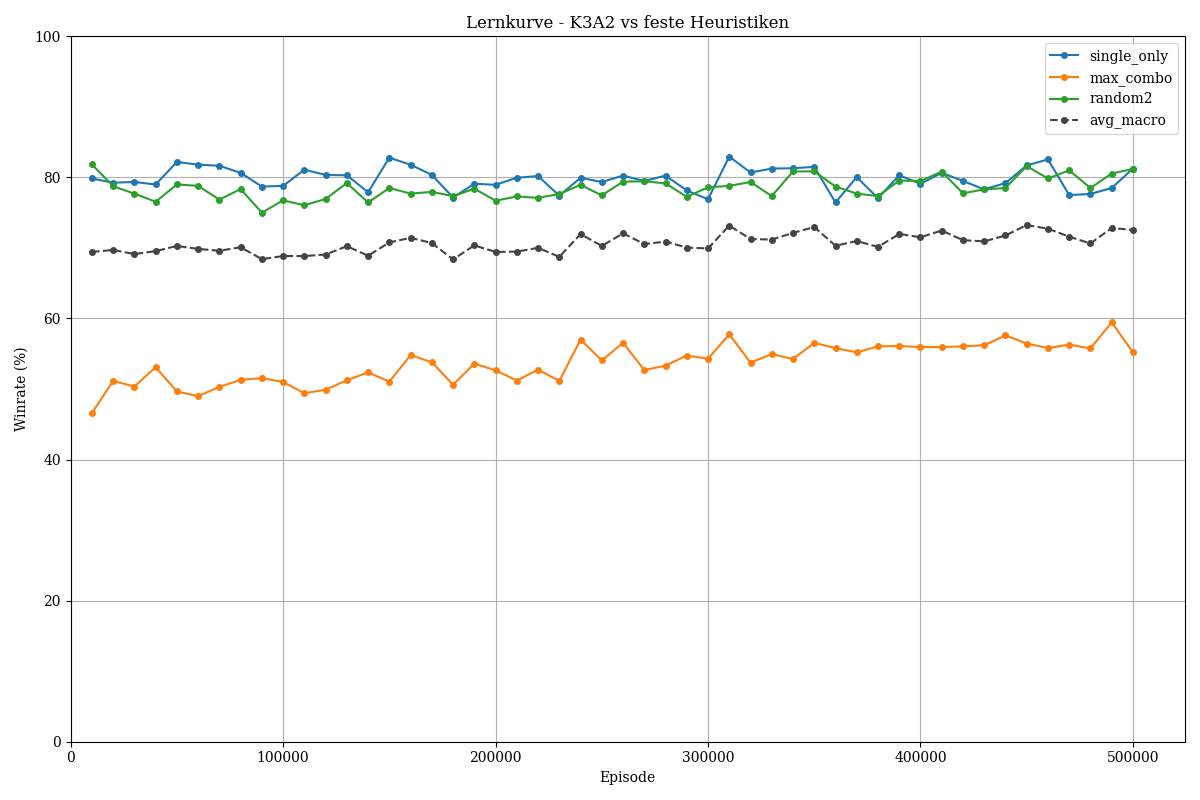 Lernkurve - K3A2 vs feste Heuristiken
100
80
60
40
20
0
Winrate (%)
single_only
max_combo
random2
avg_macro
0
100000
200000
300000
400000
500000
Episode